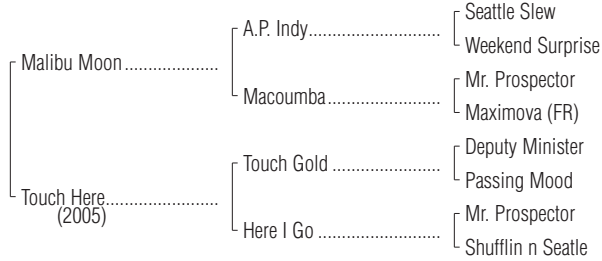 Seattle Slew
A.P. Indy
Weekend Surprise
Malibu Moon
Mr. Prospector
Macoumba
Maximova (FR)
Deputy Minister
Touch Gold
Passing Mood
Touch Here
(2005)
Mr. Prospector
Here I Go
Shufflin n Seatle